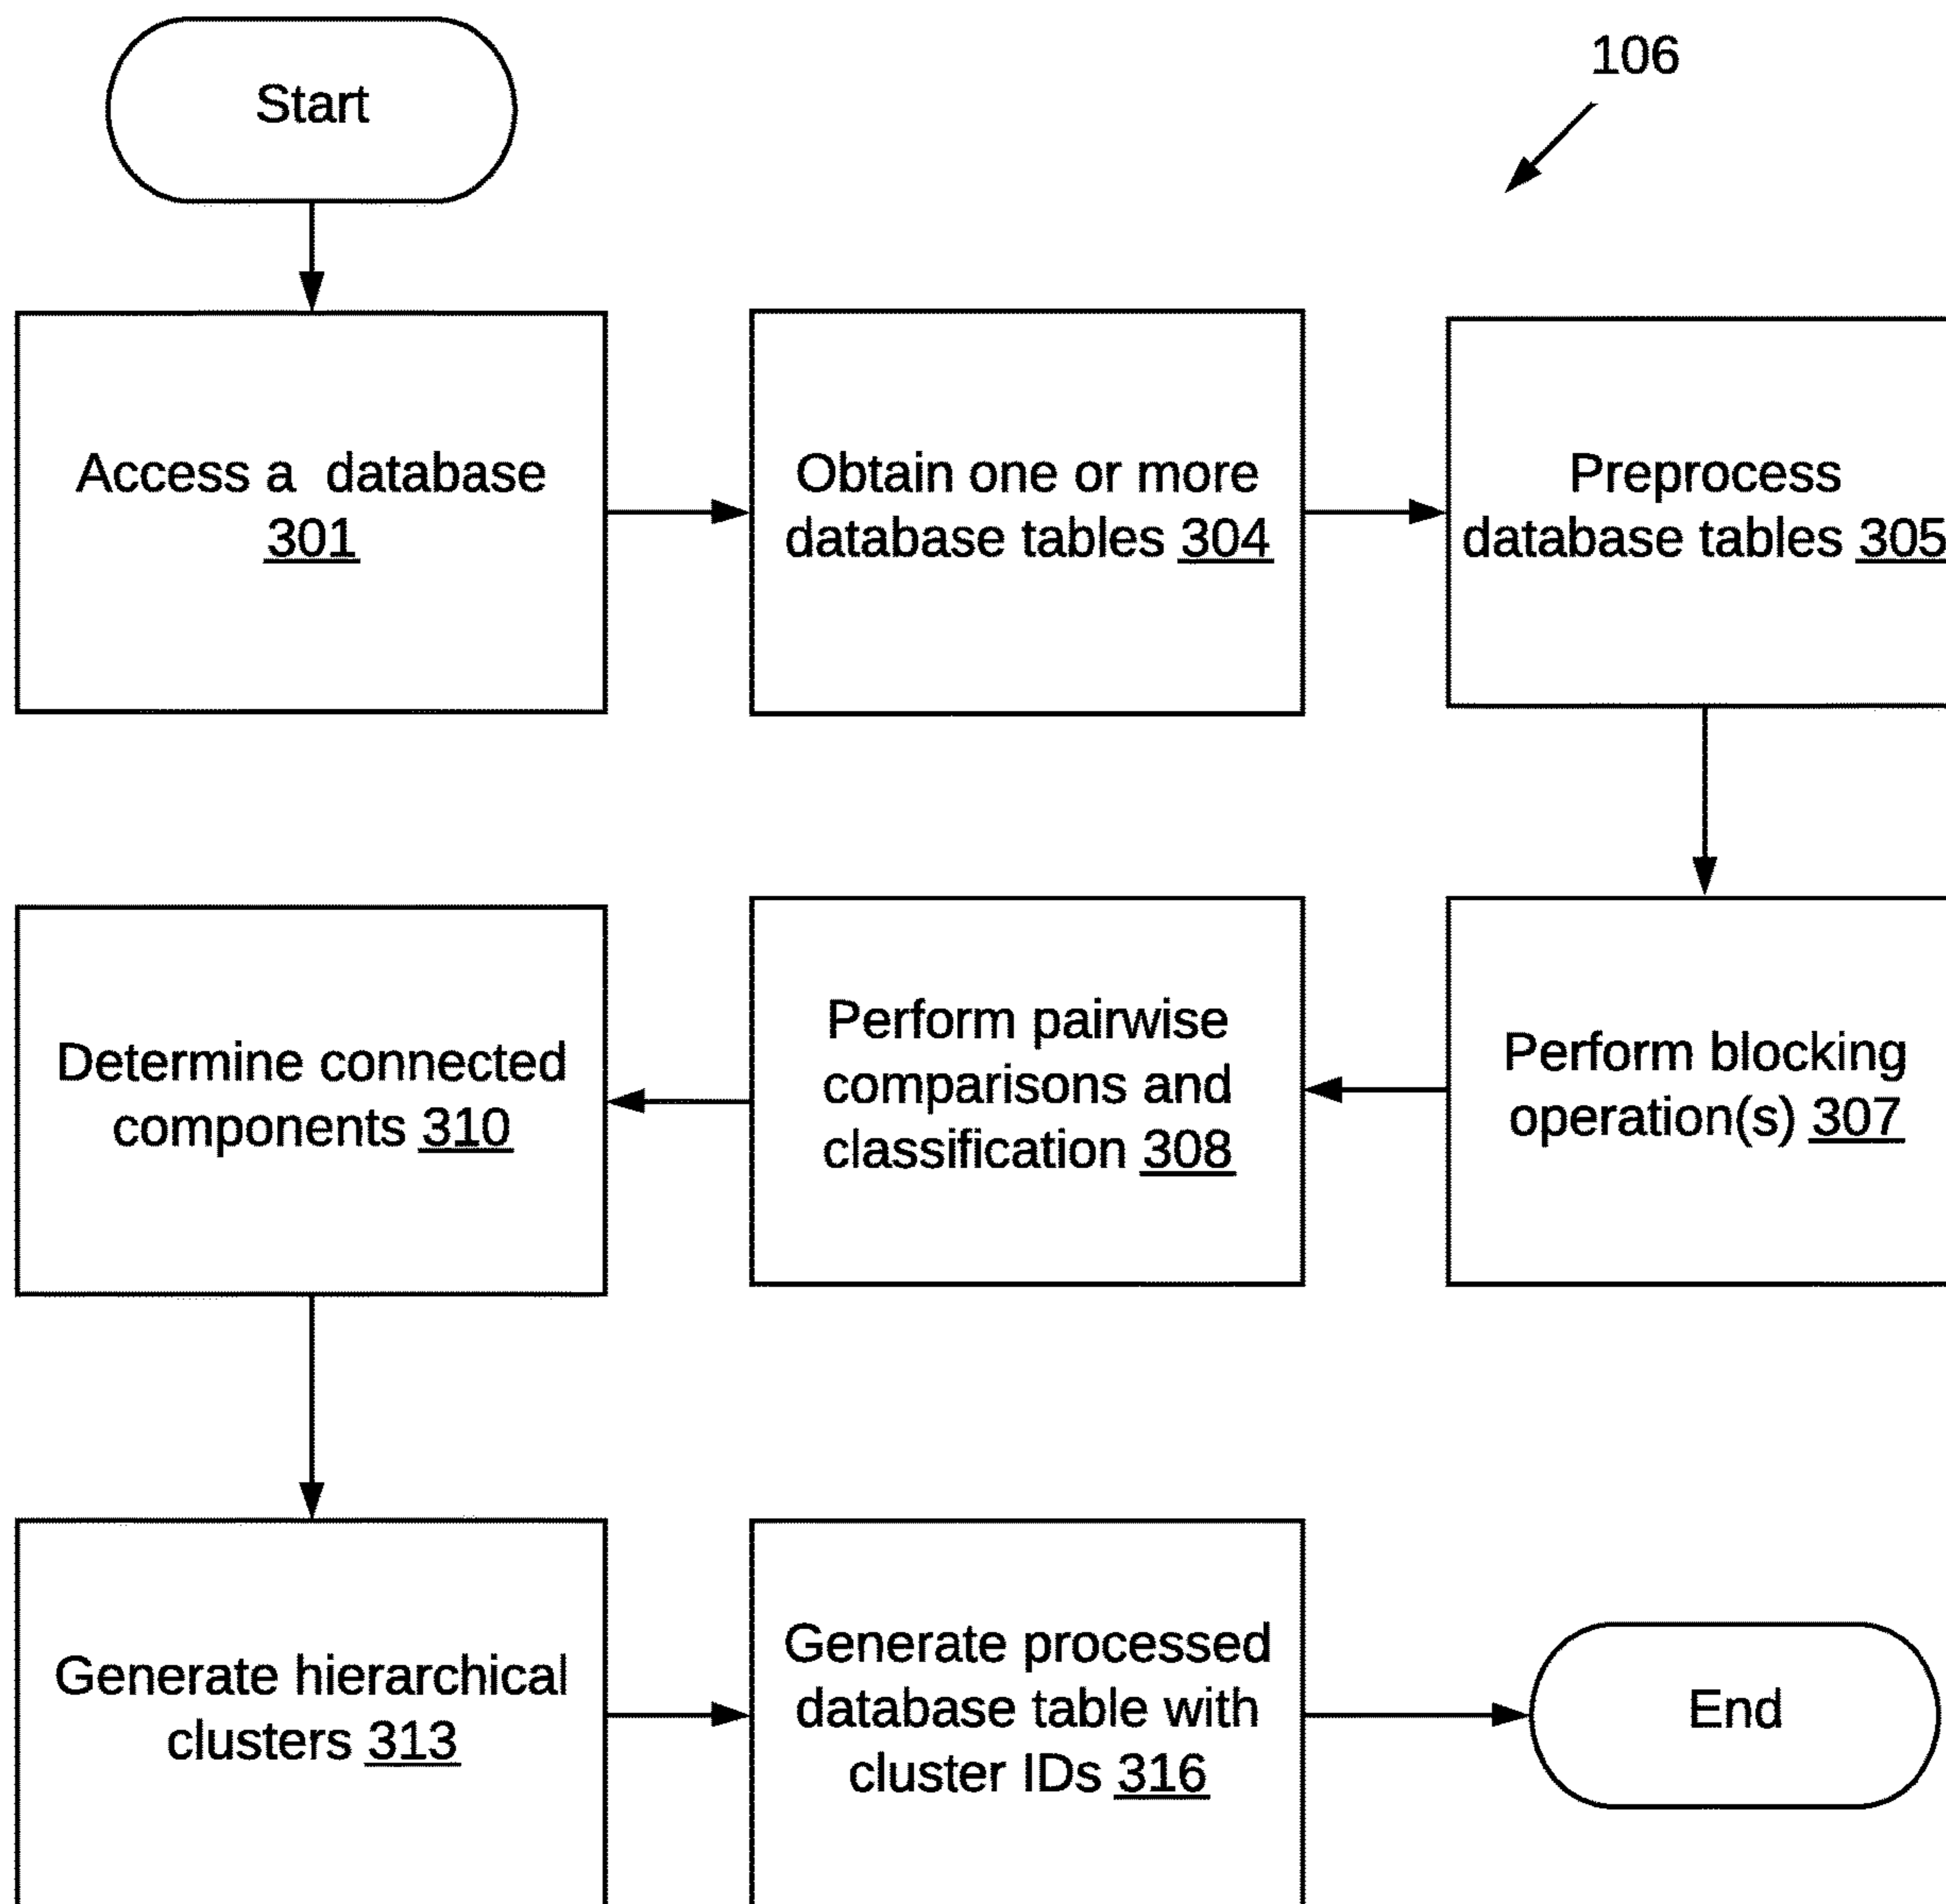 Start
106
Access a database
301
Obtain one or more
database tables 304
Preprocess
database tables 305
Perform blocking
operation(s) 307
Perform pairwise
comparisons and
classification 308
Determine connected
components 310
Generate hierarchical
clusters 313
Generate processed
database table with
cluster IDs 316
End